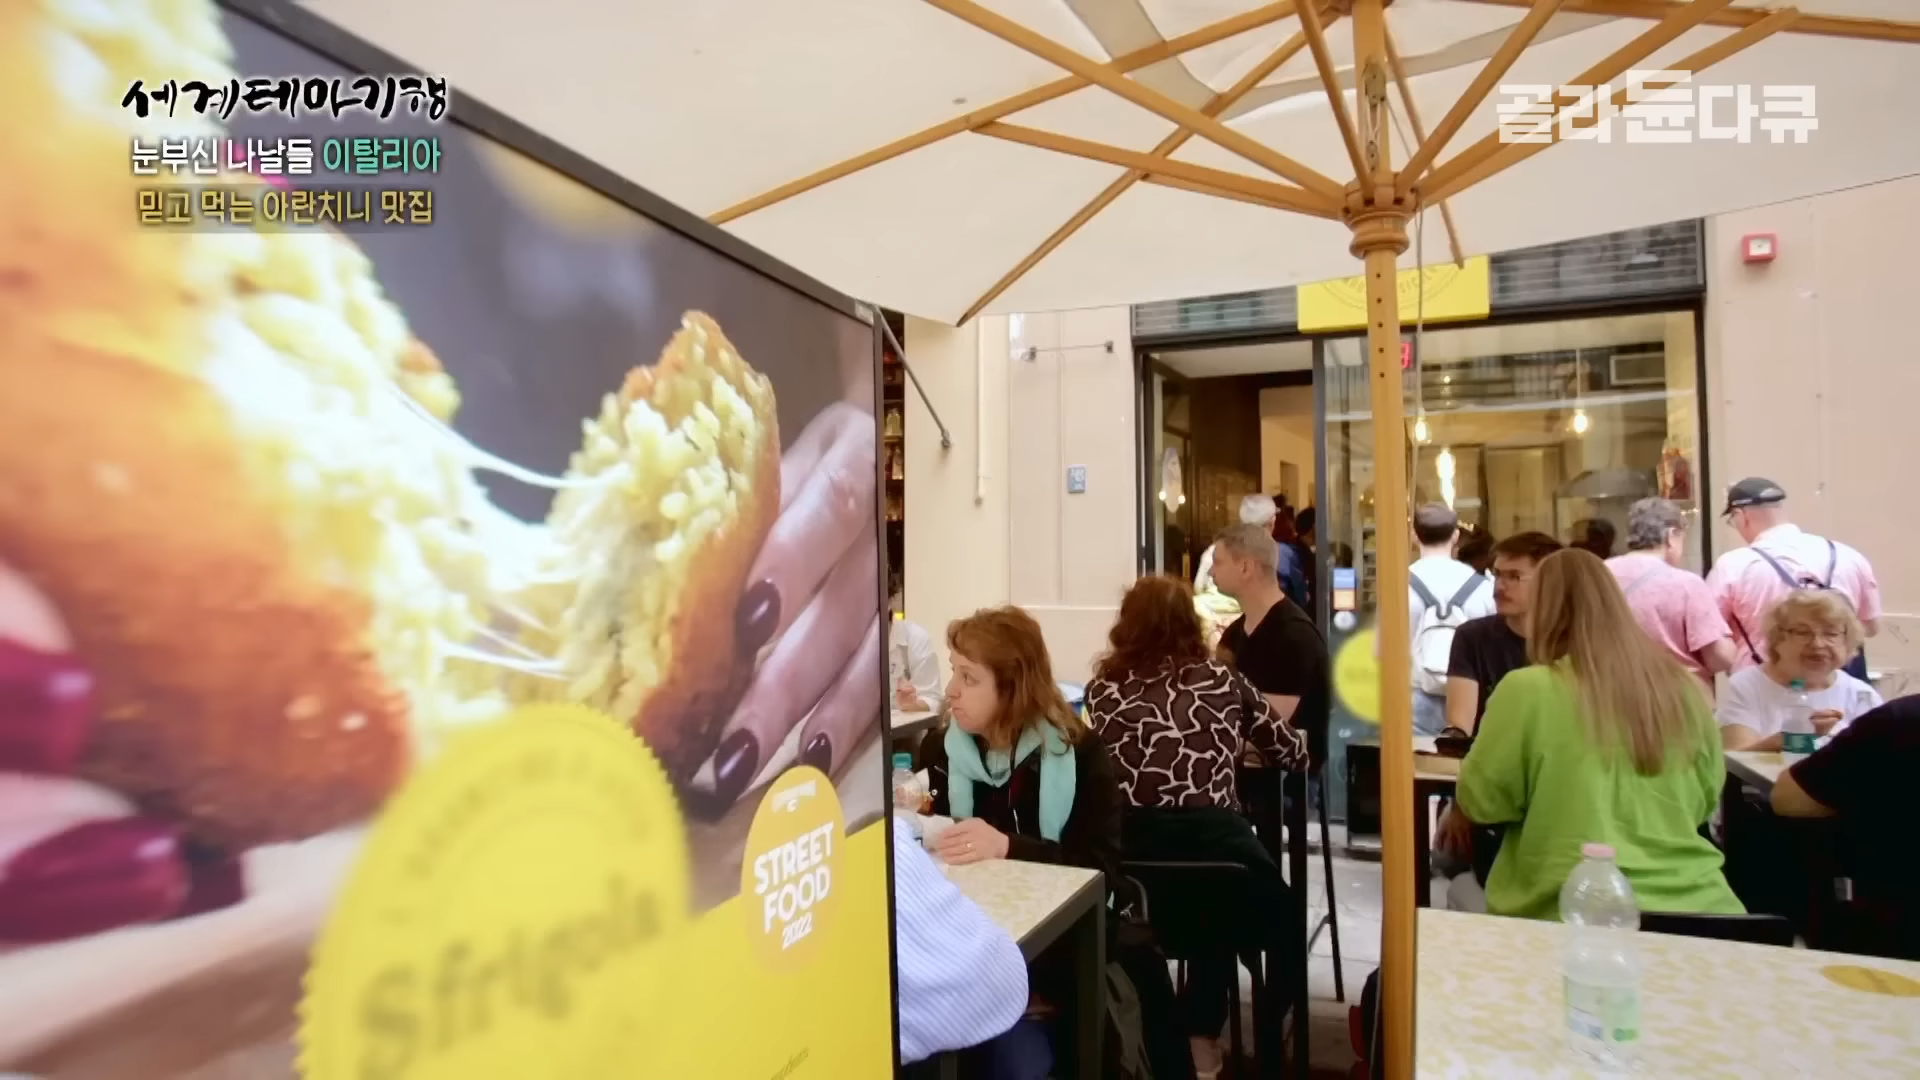 세계테마기행
골라듄다큐
눈부신 나날들 이탈리아
믿고 먹는 아란치니 맛집
STREET
FOOD
2022
Sfrigola